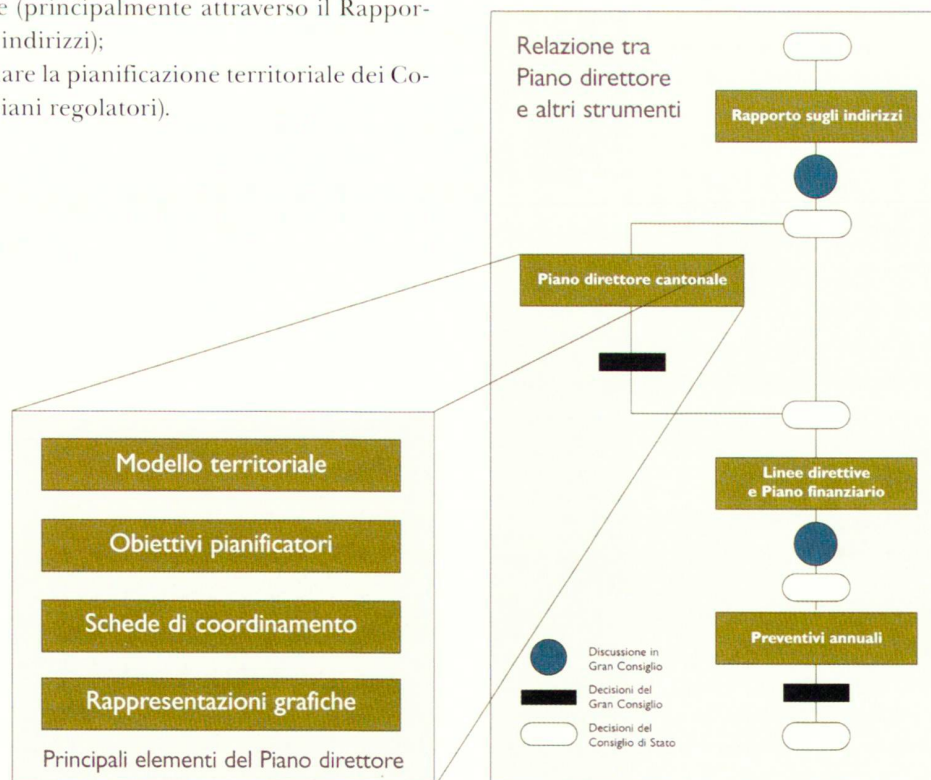 e (principalmente attraverso il Rappor-
indirizzi);
are la pianificazione territoriale dei Co-
iani regolatori).
Relazione tra
Piano direttore
e altri strumenti
Rapporto sugli indirizzi
Piano direttore cantonale
Linee direttive
e Piano finanziario
Preventivi annuali
Discussione in
Gran Consiglio
Decisioni del
Gran Consiglio
Decisioni del
Consiglio di Stato
Modello territoriale
Obiettivi pianificatori
Schede di coordinamento
Rappresentazioni grafiche
Principali elementi del Piano direttore